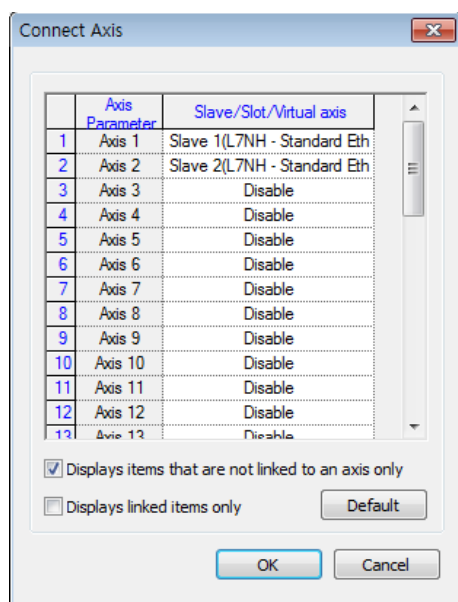 Connect Axis
Axis Parameter Slave/Slot/Virtual axis
1 Axis 1 Slave 1(L7NH - Standard Eth
2 Axis 2 Slave 2(L7NH - Standard Eth
3 Axis 3 Disable
4 Axis 4 Disable
5 Axis 5 Disable
6 Axis 6 Disable
7 Axis 7 Disable
8 Axis 8 Disable
9 Axis 9 Disable
10 Axis 10 Disable
11 Axis 11 Disable
12 Axis 12 Disable
13 Axis 13 Disable
Displays items that are not linked to an axis only
Displays linked items only Default
OK Cancel